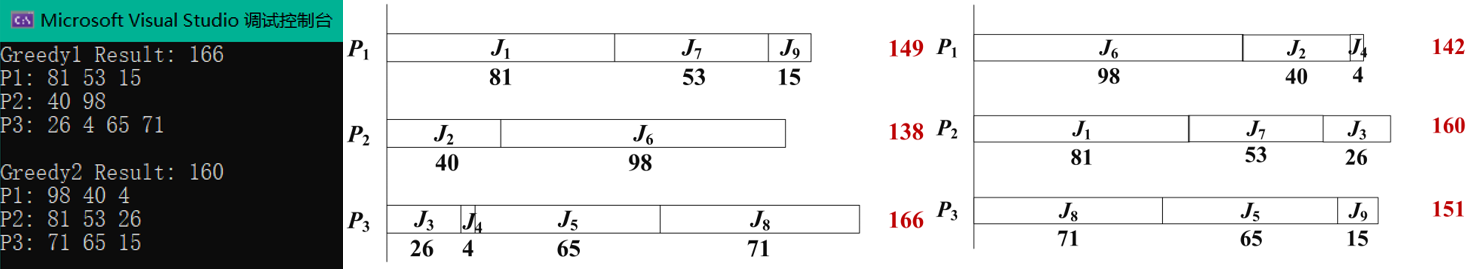 Microsoft Visual Studio 调试控制台
Greedy1 Result: 166
P1: 81 53 15
P2: 40 98
P3: 26 4 65 71
Greedy2 Result: 160
P1: 98 40 4
P2: 81 53 26
P3: 71 65 15
P1 J1 J7 J9 149
81 53 15
P2 J2 J6 138
40 98
P3 J3 J4 J5 J8 166
26 4 65 71
P1 J6 J2 J4 142
98 40 4
P2 J1 J7 J3 160
81 53 26
P3 J8 J5 J9 151
71 65 15